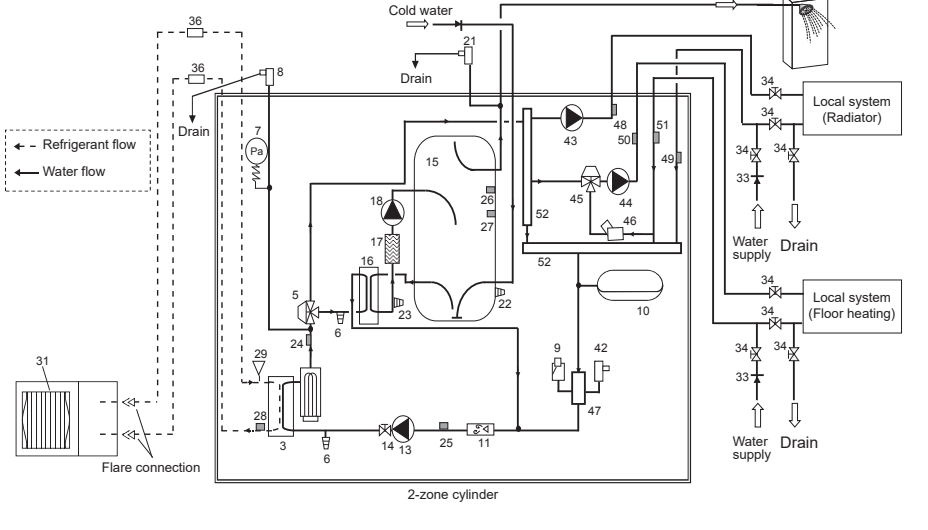 Cold water
36
21
36
8
Drain
Drain
7
Pa
Refrigerant flow
Water flow
15
18
17
16
26
27
5
6
23
22
24
43
48
50
51
49
45
44
46
52
52
10
34
Local system
(Radiator)
34
34
34
33
Water
supply
Drain
34
Local system
(Floor heating)
34
34
34
33
Water
supply
Drain
31
29
28
3
6
14
13
25
11
9
42
47
Flare connection
2-zone cylinder